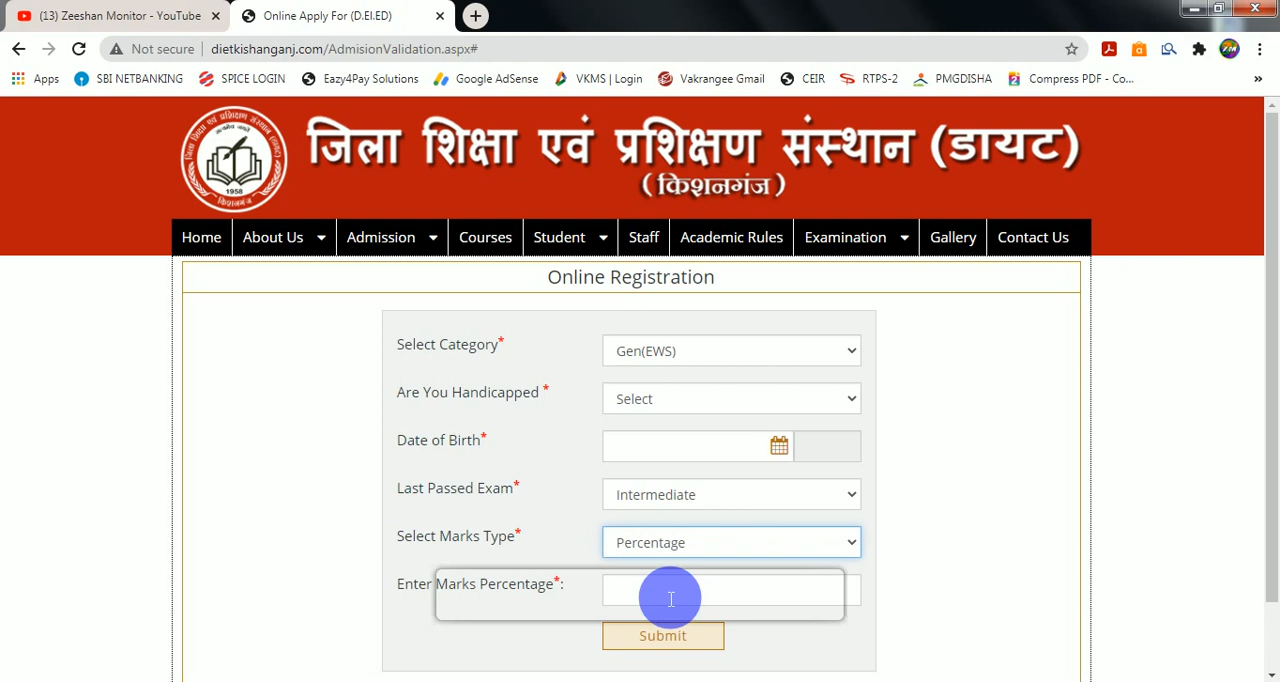 (13) Zeeshan Monitor - YouTube
Online Apply For (D.El.ED)
Not secure
dietkishanganj.com/AdmisionValidation.aspx#
Apps SBI NETBANKING SPICE LOGIN Eazy4Pay Solutions Google AdSense VKMS | Login Vakrangee Gmail CEIR RTPS-2 PMGDISHA Compress PDF - Co... »
जिला शिक्षा एवं प्रशिक्षण संस्थान (डायट)
(किशनगंज)
1958
Home About Us Admission Courses Student Staff Academic Rules Examination Gallery Contact Us
Online Registration
Select Category* Gen(EWS)
Are You Handicapped * Select
Date of Birth*
Last Passed Exam* Intermediate
Select Marks Type* Percentage
Enter Marks Percentage*:
Submit